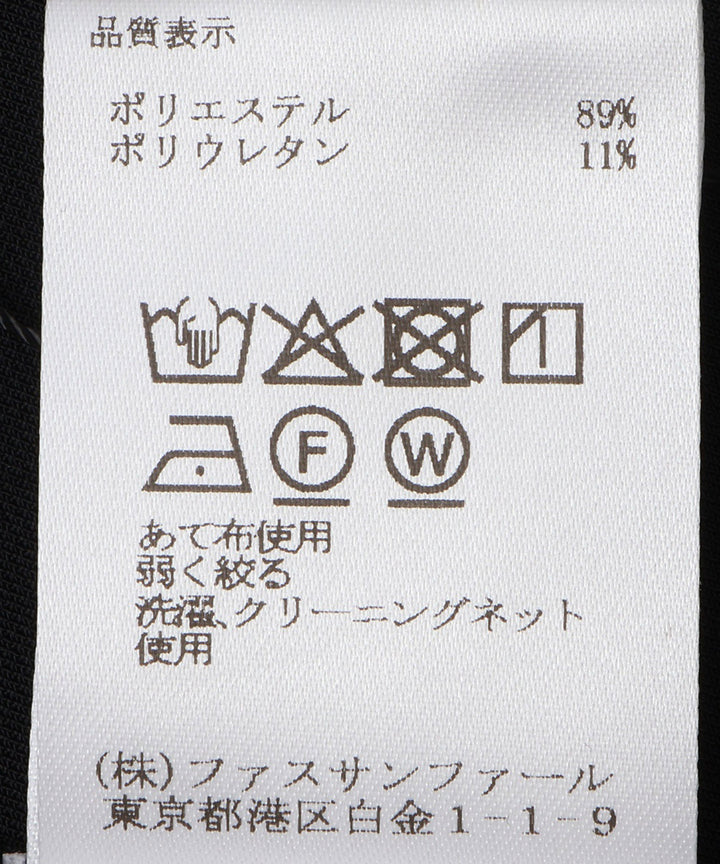 品質表示
ポリエステル 89%
ポリウレタン 11%
F W
あて布使用
弱く絞る
洗濯、クリーニングネット
使用
(株)ファスサンファール
東京都港区白金1-1-9